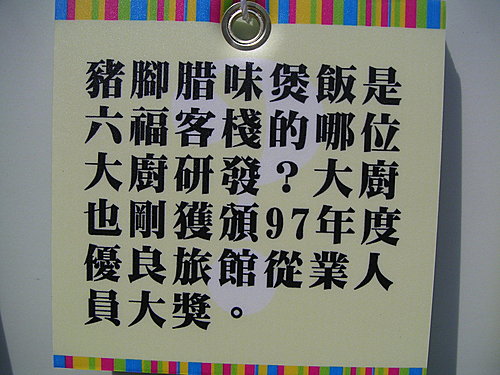 豬腳腊味煲飯是
六福客棧的哪位
大廚研發？大廚
也剛獲頒97年度
優良旅館從業人
員大獎。